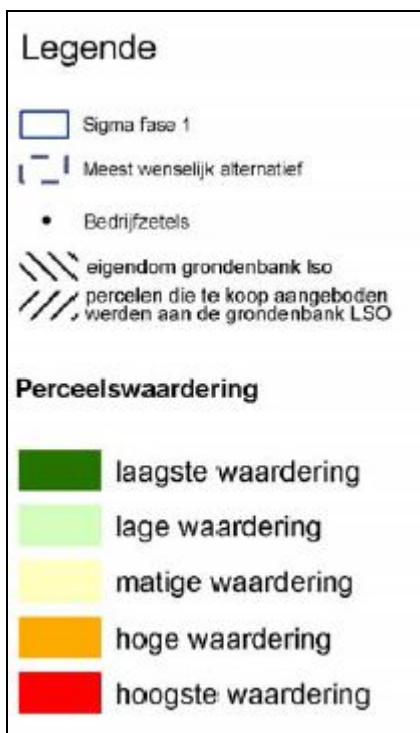 Legende
Sigma fase 1
Meest wenselijk alternatief
Bedrijfzetels
eigendom grondenbank lso
percelen die te koop aangeboden
werden aan de grondenbank LSO
Perceelswaardering
laagste waardering
lage waardering
matige waardering
hoge waardering
hoogste waardering